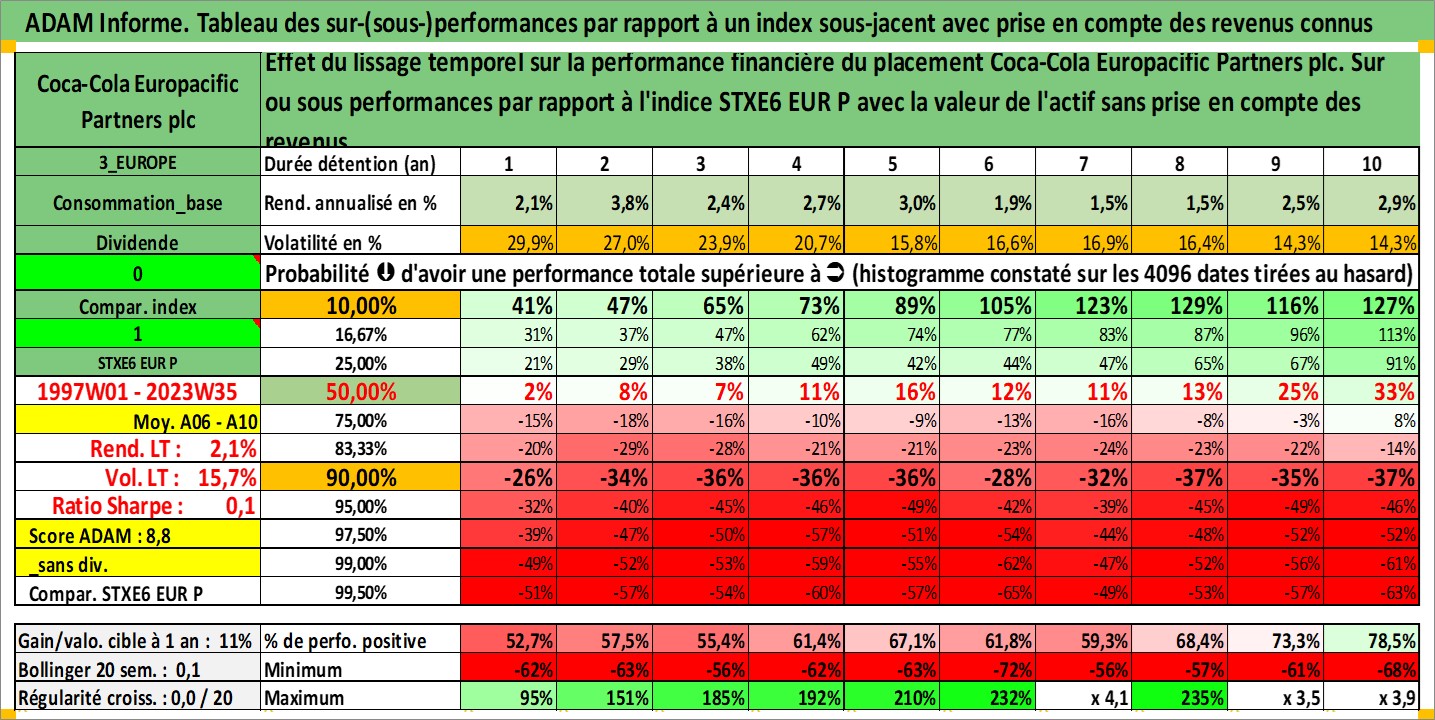 ADAM Informe. Tableau des sur-(sous-)performances par rapport à un index sous-jacent avec prise en compte des revenus connus
Coca-Cola Europacific
Partners plc
Effet du lissage temporel sur la performance financière du placement Coca-Cola Europacific Partners plc. Sur
ou sous performances par rapport à l'indice STXE6 EUR P avec la valeur de l'actif sans prise en compte des
revenus
3_EUROPE Durée détention (an) 1 2 3 4 5 6 7 8 9 10
Consommation_base Rend. annualisé en % 2,1% 3,8% 2,4% 2,7% 3,0% 1,9% 1,5% 1,5% 2,5% 2,9%
Dividende Volatilité en % 29,9% 27,0% 23,9% 20,7% 15,8% 16,6% 16,9% 16,4% 14,3% 14,3%
0 Probabilité ⬇ d'avoir une performance totale supérieure à ➲ (histogramme constaté sur les 4096 dates tirées au hasard)
Compar. index 10,00% 41% 47% 65% 73% 89% 105% 123% 129% 116% 127%
1 16,67% 31% 37% 47% 62% 74% 77% 83% 87% 96% 113%
STXE6 EUR P 25,00% 21% 29% 38% 49% 42% 44% 47% 65% 67% 91%
1997W01 - 2023W35 50,00% 2% 8% 7% 11% 16% 12% 11% 13% 25% 33%
Moy. A06 - A10 75,00% -15% -18% -16% -10% -9% -13% -16% -8% -3% 8%
Rend. LT : 2,1% 83,33% -20% -29% -28% -21% -21% -23% -24% -23% -22% -14%
Vol. LT : 15,7% 90,00% -26% -34% -36% -36% -36% -28% -32% -37% -35% -37%
Ratio Sharpe : 0,1 95,00% -32% -40% -45% -46% -49% -42% -39% -45% -49% -46%
Score ADAM : 8,8 97,50% -39% -47% -50% -57% -51% -54% -44% -48% -52% -52%
_sans div. 99,00% -49% -52% -53% -59% -55% -62% -47% -52% -56% -61%
Compar. STXE6 EUR P 99,50% -51% -57% -54% -60% -57% -65% -49% -53% -57% -63%
Gain/valo. cible à 1 an : 11% % de perfo. positive 52,7% 57,5% 55,4% 61,4% 67,1% 61,8% 59,3% 68,4% 73,3% 78,5%
Bollinger 20 sem. : 0,1 Minimum -62% -63% -56% -62% -63% -72% -56% -57% -61% -68%
Régularité croiss. : 0,0 / 20 Maximum 95% 151% 185% 192% 210% 232% x 4,1 235% x 3,5 x 3,9